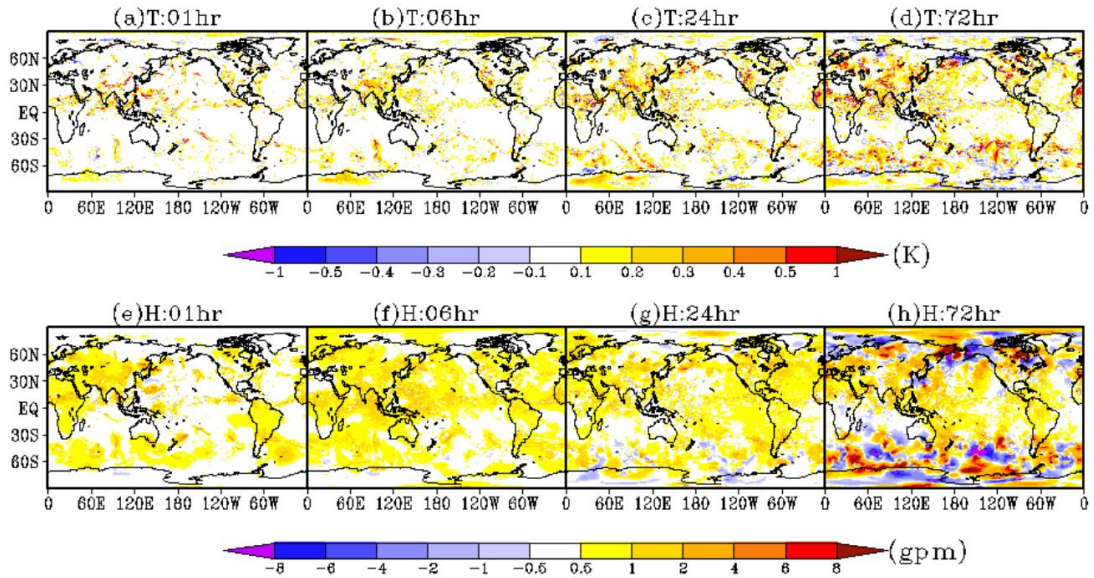 (a)T:01hr (b)T:06hr (c)T:24hr (d)T:72hr
60N
30N
EQ
30S
60S
0 60E 120E 180 120W 60W 0 60E 120E 180 120W 60W 0 60E 120E 180 120W 60W 0 60E 120E 180 120W 60W 0
-1 -0.5 -0.4 -0.3 -0.2 -0.1 0.1 0.2 0.3 0.4 0.5 1 (K)
(e)H:01hr (f)H:06hr (g)H:24hr (h)H:72hr
60N
30N
EQ
30S
60S
0 60E 120E 180 120W 60W 0 60E 120E 180 120W 60W 0 60E 120E 180 120W 60W 0 60E 120E 180 120W 60W 0
-8 -6 -4 -2 -1 -0.6 0.6 1 2 4 6 8 (gpm)